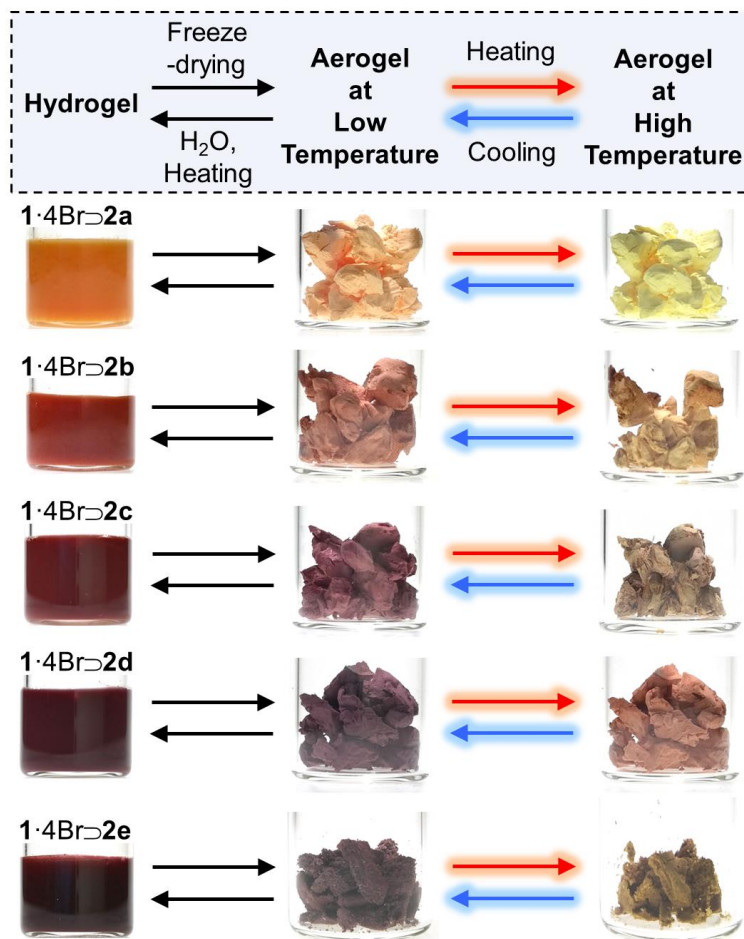 Freeze
-drying
Hydrogel
H₂O,
Heating
Aerogel
at
Low
Temperature
Heating
Cooling
Aerogel
at
High
Temperature
1·4Br⊃2a
1·4Br⊃2b
1·4Br⊃2c
1·4Br⊃2d
1·4Br⊃2e